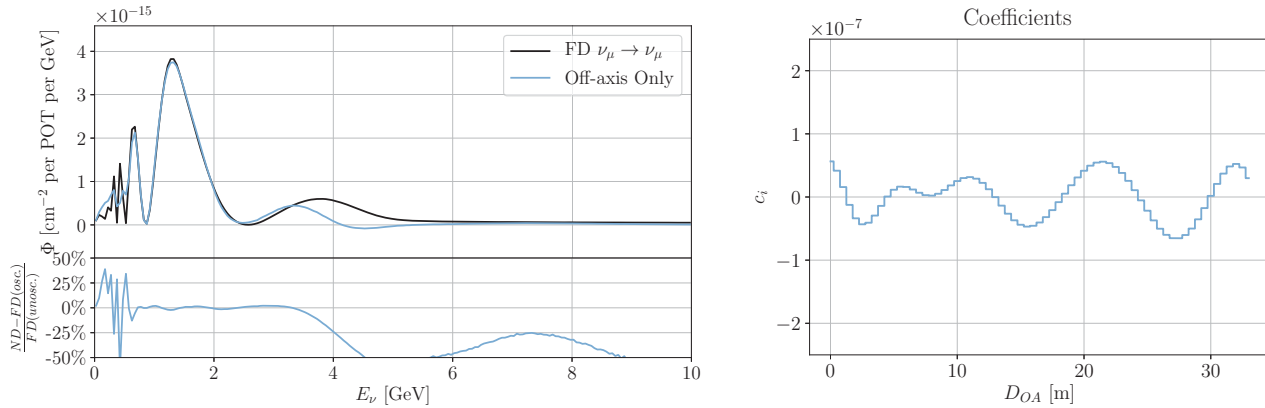 ×10⁻¹⁵
Φ [cm⁻² per POT per GeV]
4
3
2
1
0
FD ν_μ → ν_μ
Off-axis Only
ND−FD(osc.)
FD(unosc.)
50%
25%
0%
-25%
-50%
0 2 4 6 8 10
E_ν [GeV]
Coefficients
×10⁻⁷
c_i
2
1
0
−1
−2
0 10 20 30
D_OA [m]